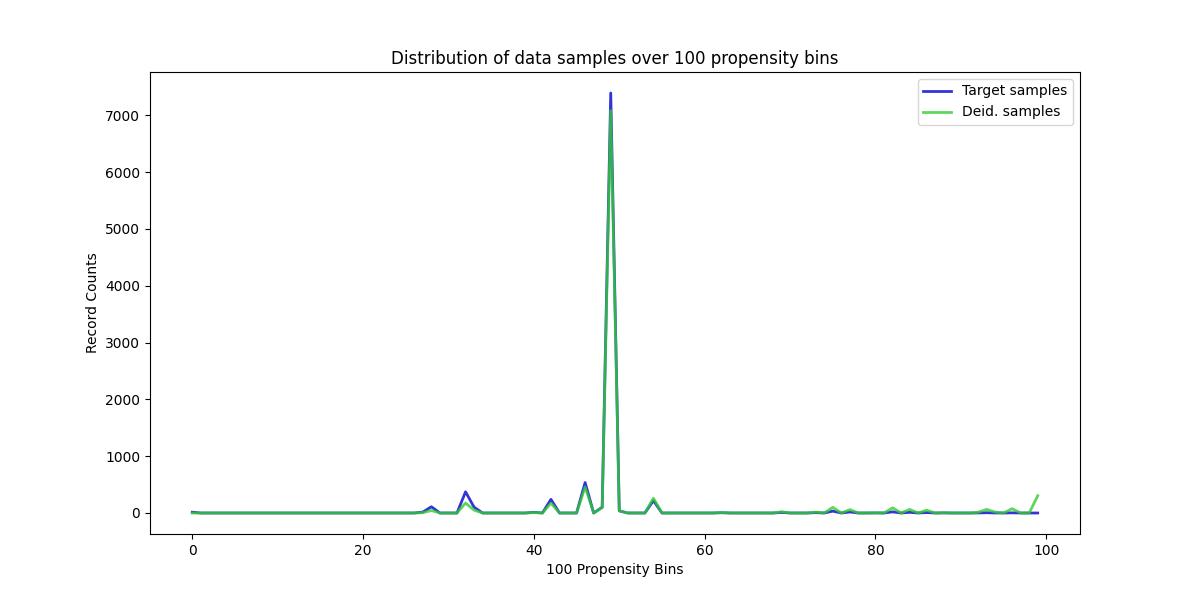 Distribution of data samples over 100 propensity bins
Target samples
Deid. samples
7000
6000
5000
4000
3000
2000
1000
0
Record Counts
0 20 40 60 80 100
100 Propensity Bins